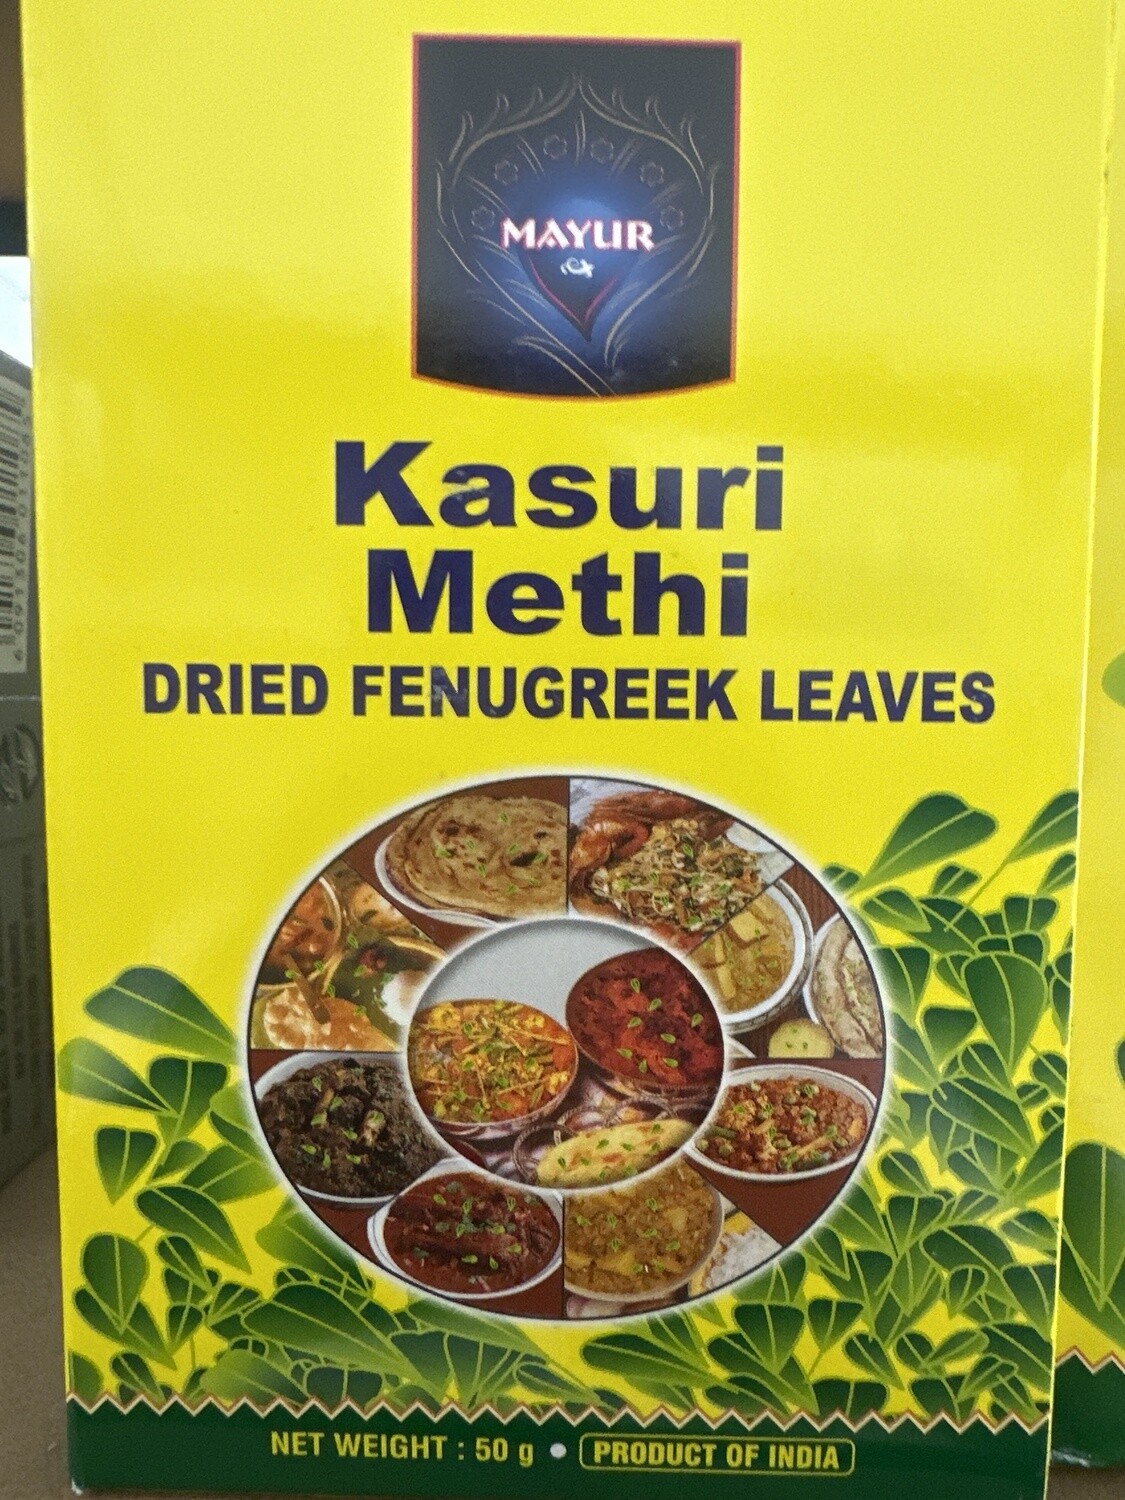 MAYUR
Kasuri
Methi
DRIED FENUGREEK LEAVES
NET WEIGHT : 50 g • PRODUCT OF INDIA